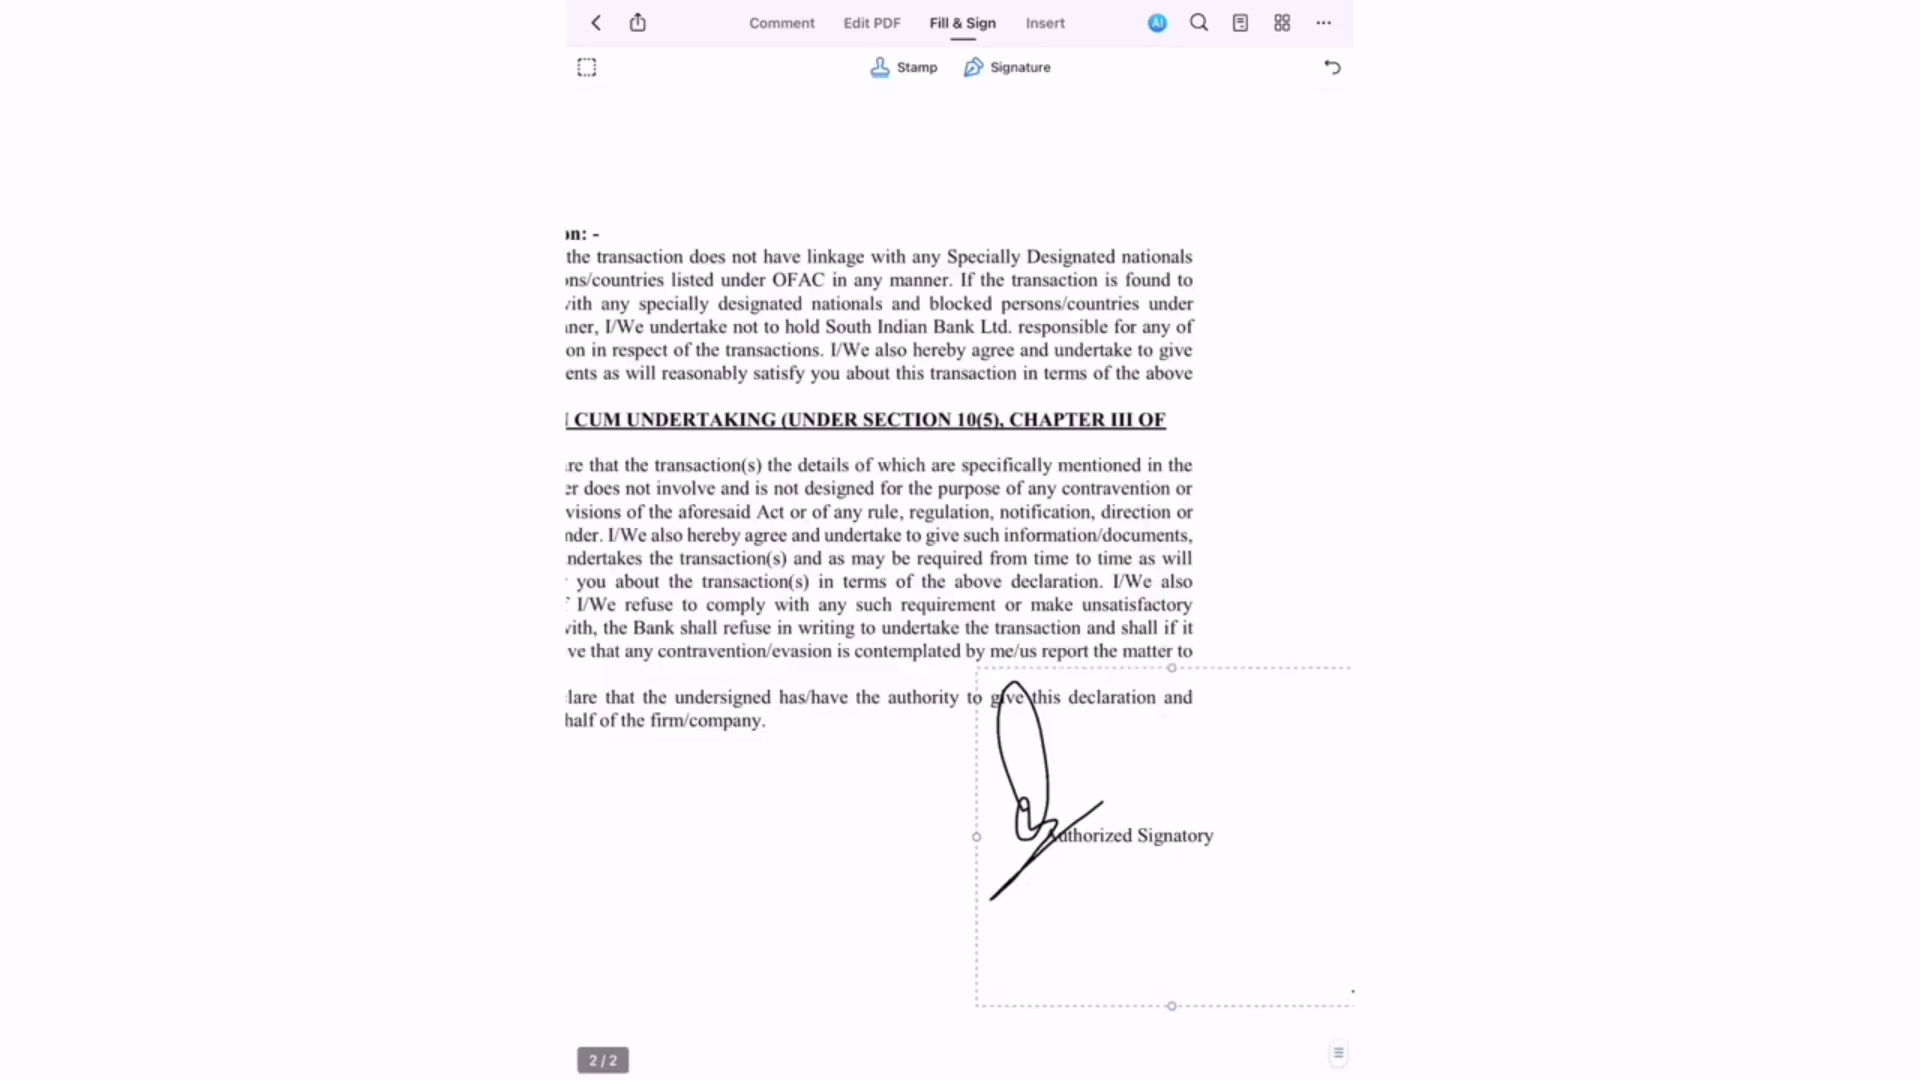 Comment Edit PDF Fill & Sign Insert AI
Stamp Signature
on: -
the transaction does not have linkage with any Specially Designated nationals
ons/countries listed under OFAC in any manner. If the transaction is found to
with any specially designated nationals and blocked persons/countries under
ner, I/We undertake not to hold South Indian Bank Ltd. responsible for any of
on in respect of the transactions. I/We also hereby agree and undertake to give
ents as will reasonably satisfy you about this transaction in terms of the above
CUM UNDERTAKING (UNDER SECTION 10(5), CHAPTER III OF
re that the transaction(s) the details of which are specifically mentioned in the
er does not involve and is not designed for the purpose of any contravention or
visions of the aforesaid Act or of any rule, regulation, notification, direction or
nder. I/We also hereby agree and undertake to give such information/documents,
ndertakes the transaction(s) and as may be required from time to time as will
you about the transaction(s) in terms of the above declaration. I/We also
I/We refuse to comply with any such requirement or make unsatisfactory
with, the Bank shall refuse in writing to undertake the transaction and shall if it
ve that any contravention/evasion is contemplated by me/us report the matter to
lare that the undersigned has/have the authority to give this declaration and
half of the firm/company.
Authorized Signatory
2 / 2